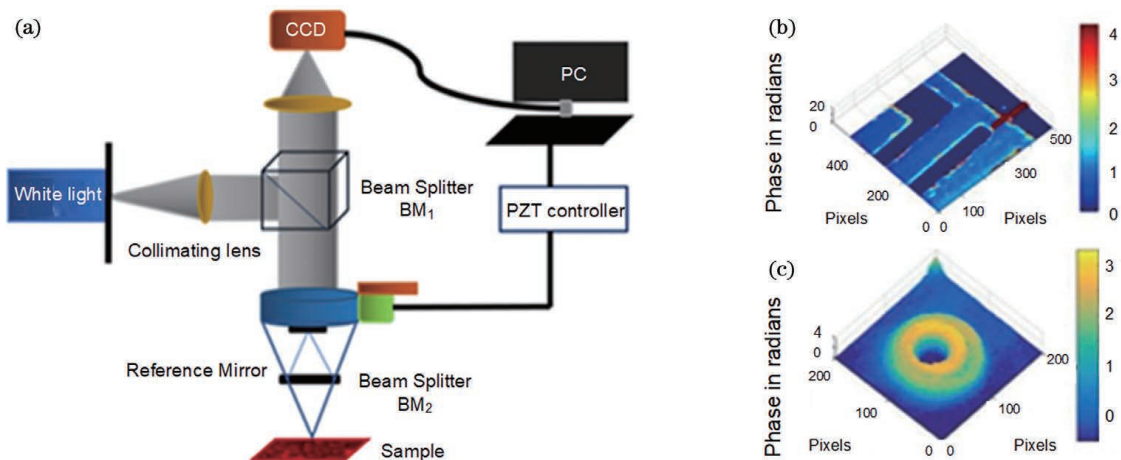 (a)
CCD
PC
White light
Beam Splitter
BM1
PZT controller
Collimating lens
Reference Mirror
Beam Splitter
BM2
Sample
(b)
Phase in radians
20
0
400
200
0
Pixels
0
100
300
500
Pixels
4
3
2
1
0
(c)
Phase in radians
4
0
200
100
0
Pixels
0
100
200
Pixels
3
2
1
0